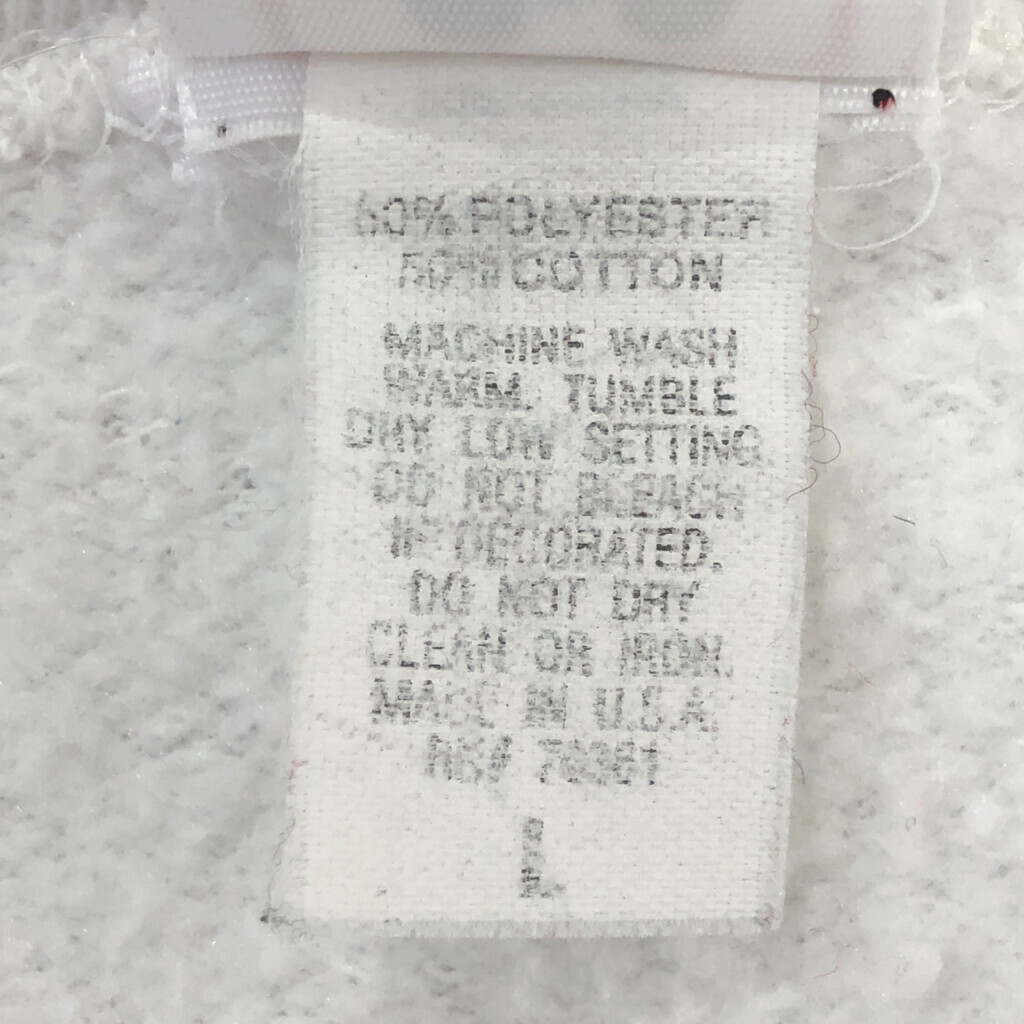 50% POLYESTER
50% COTTON
MACHINE WASH
WARM, TUMBLE
DRY LOW SETTING.
DO NOT BLEACH
IF DECORATED,
DO NOT DRY
CLEAN OR IRON.
MADE IN U.S.A.
L